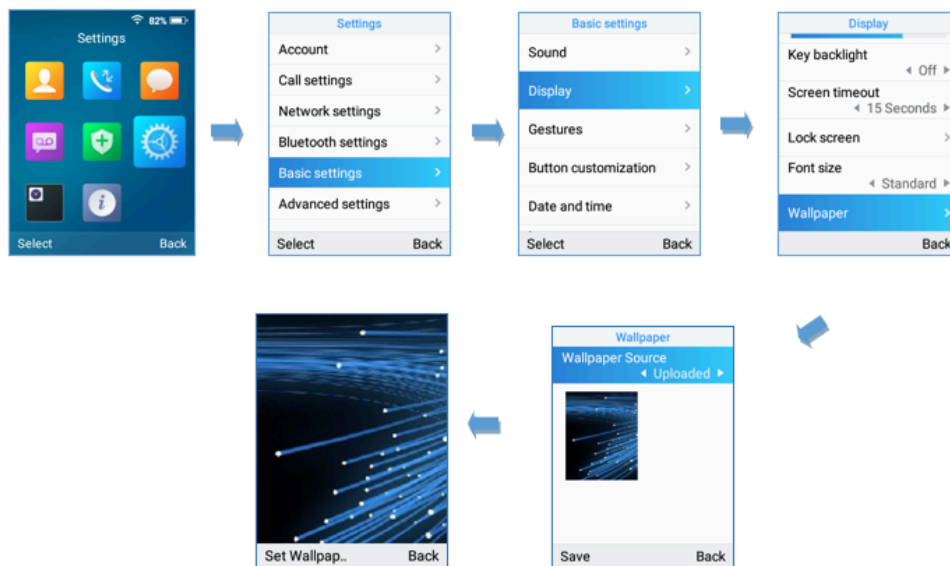 82%
Settings
Select Back
Settings
Account
Call settings
Network settings
Bluetooth settings
Basic settings
Advanced settings
Select Back
Basic settings
Sound
Display
Gestures
Button customization
Date and time
Select Back
Display
Key backlight
Off
Screen timeout
15 Seconds
Lock screen
Font size
Standard
Wallpaper
Back
Wallpaper
Wallpaper Source
Uploaded
Save Back
Set Wallpap.. Back